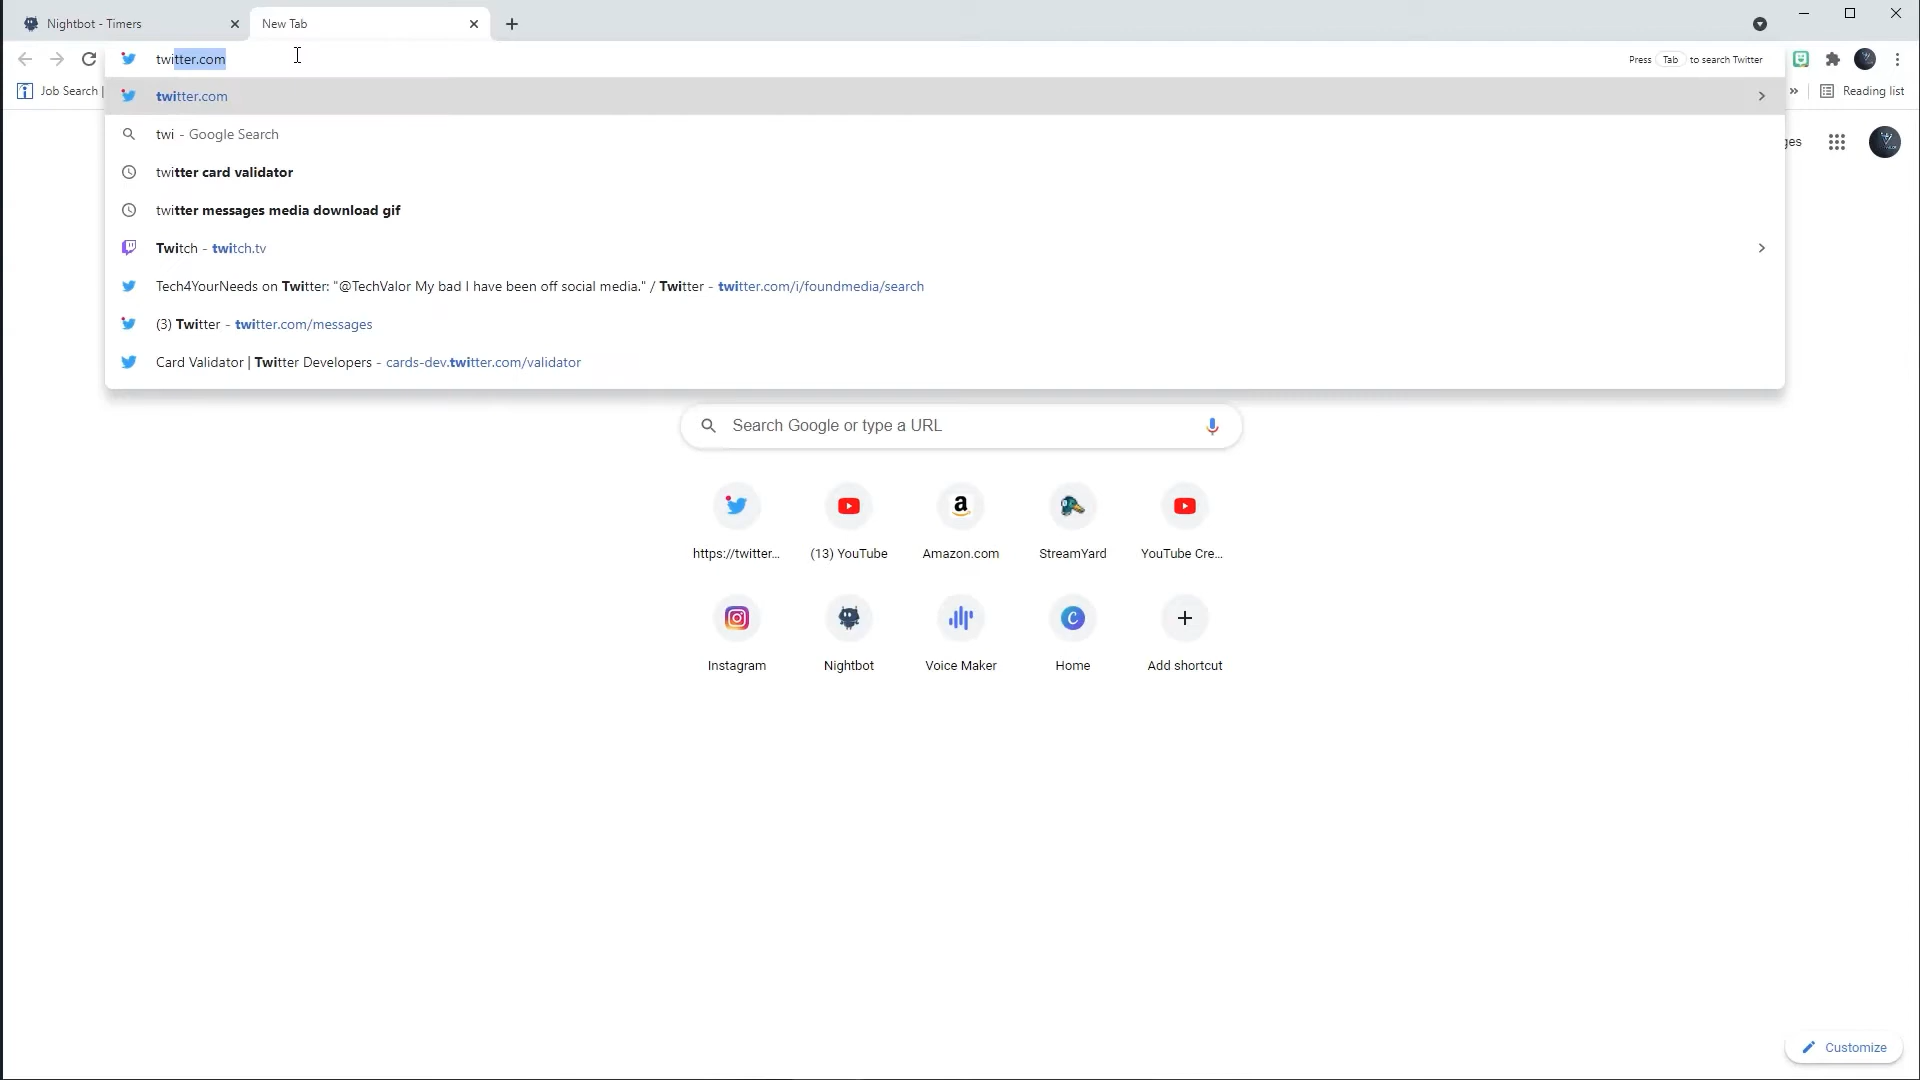 Nightbot - Timers
New Tab
twitter.com
Press Tab to search Twitter
Job Search |
Reading list
twitter.com
twi - Google Search
twitter card validator
twitter messages media download gif
Twitch - twitch.tv
Tech4YourNeeds on Twitter: "@TechValor My bad I have been off social media." / Twitter - twitter.com/i/foundmedia/search
(3) Twitter - twitter.com/messages
Card Validator | Twitter Developers - cards-dev.twitter.com/validator
ges
Search Google or type a URL
https://twitter...
(13) YouTube
Amazon.com
StreamYard
YouTube Cre...
Instagram
Nightbot
Voice Maker
Home
Add shortcut
Customize